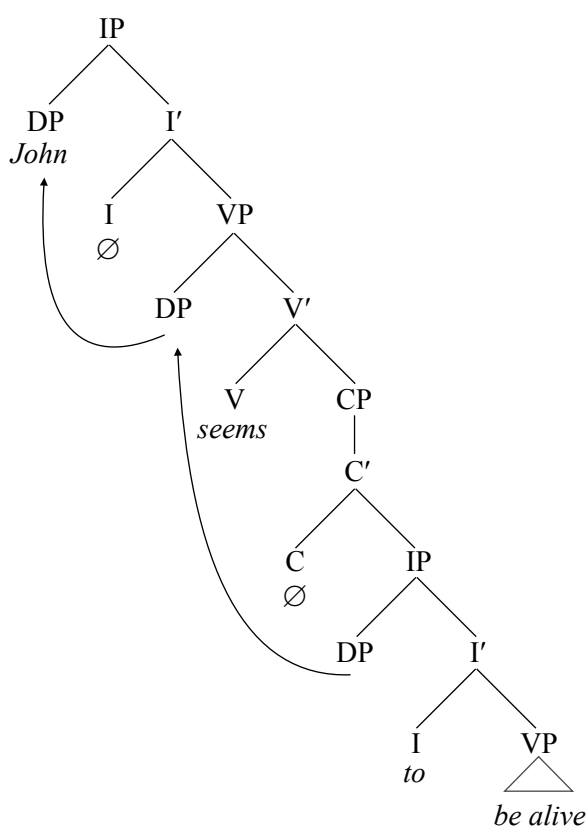 IP
DP I′
John
I VP
∅
DP V′
V CP
seems
C′
C IP
∅
DP I′
I VP
to
be alive